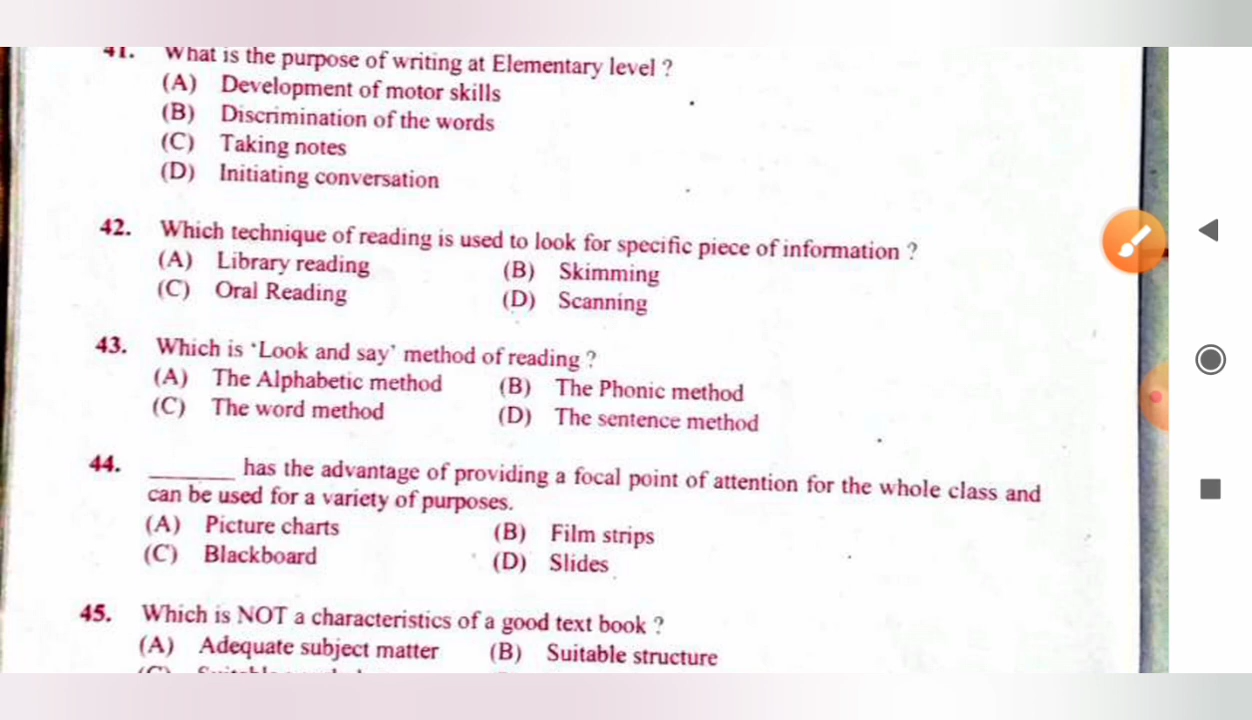 41. What is the purpose of writing at Elementary level ?
(A) Development of motor skills
(B) Discrimination of the words
(C) Taking notes
(D) Initiating conversation
42. Which technique of reading is used to look for specific piece of information ?
(A) Library reading (B) Skimming
(C) Oral Reading (D) Scanning
43. Which is 'Look and say' method of reading ?
(A) The Alphabetic method (B) The Phonic method
(C) The word method (D) The sentence method
44. ______ has the advantage of providing a focal point of attention for the whole class and
can be used for a variety of purposes.
(A) Picture charts (B) Film strips
(C) Blackboard (D) Slides
45. Which is NOT a characteristics of a good text book ?
(A) Adequate subject matter (B) Suitable structure